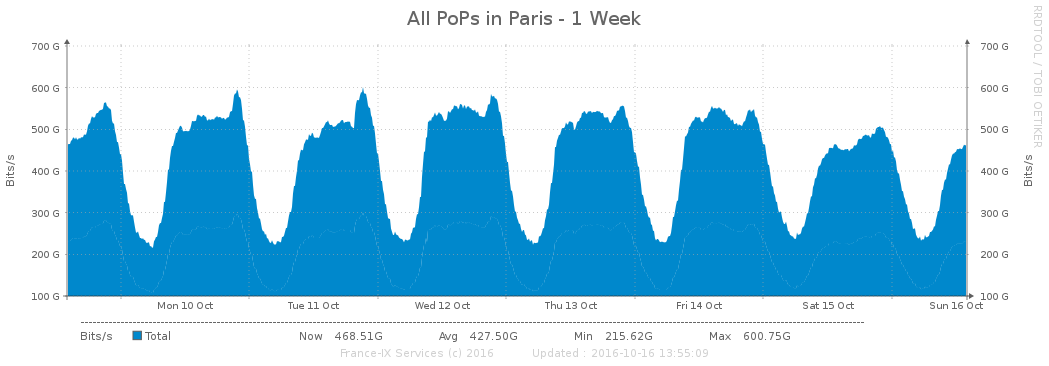 All PoPs in Paris - 1 Week
RRDTOOL / TOBI OETIKER
Bits/s
Bits/s
700 G 700 G
600 G 600 G
500 G 500 G
400 G 400 G
300 G 300 G
200 G 200 G
100 G 100 G
Mon 10 Oct Tue 11 Oct Wed 12 Oct Thu 13 Oct Fri 14 Oct Sat 15 Oct Sun 16 Oct
Bits/s Total Now 468.51G Avg 427.50G Min 215.62G Max 600.75G
France-IX Services (c) 2016 Updated : 2016-10-16 13:55:09